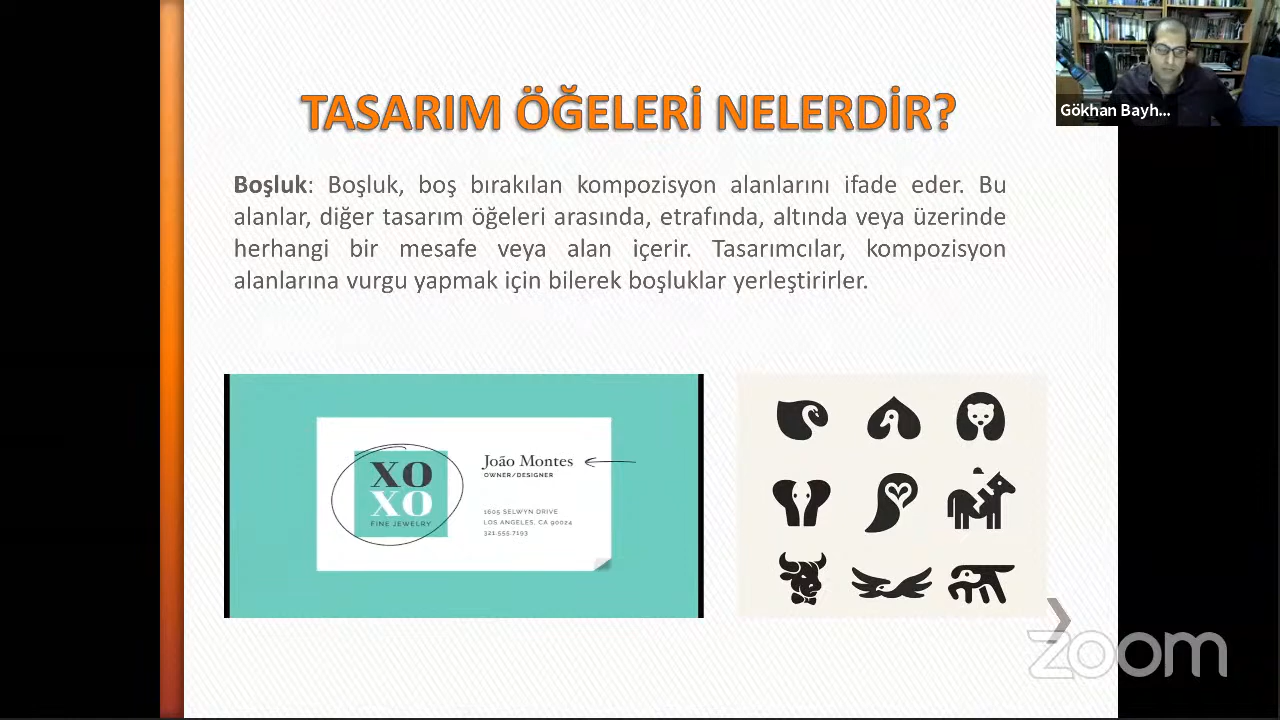 TASARIM ÖĞELERİ NELERDİR?
Gökhan Bayh...
Boşluk: Boşluk, boş bırakılan kompozisyon alanlarını ifade eder. Bu
alanlar, diğer tasarım öğeleri arasında, etrafında, altında veya üzerinde
herhangi bir mesafe veya alan içerir. Tasarımcılar, kompozisyon
alanlarına vurgu yapmak için bilerek boşluklar yerleştirirler.
XO
XO
FINE JEWELRY
João Montes
OWNER/DESIGNER
1605 SELWYN DRIVE
LOS ANGELES, CA 90024
321.555.7193
zoom